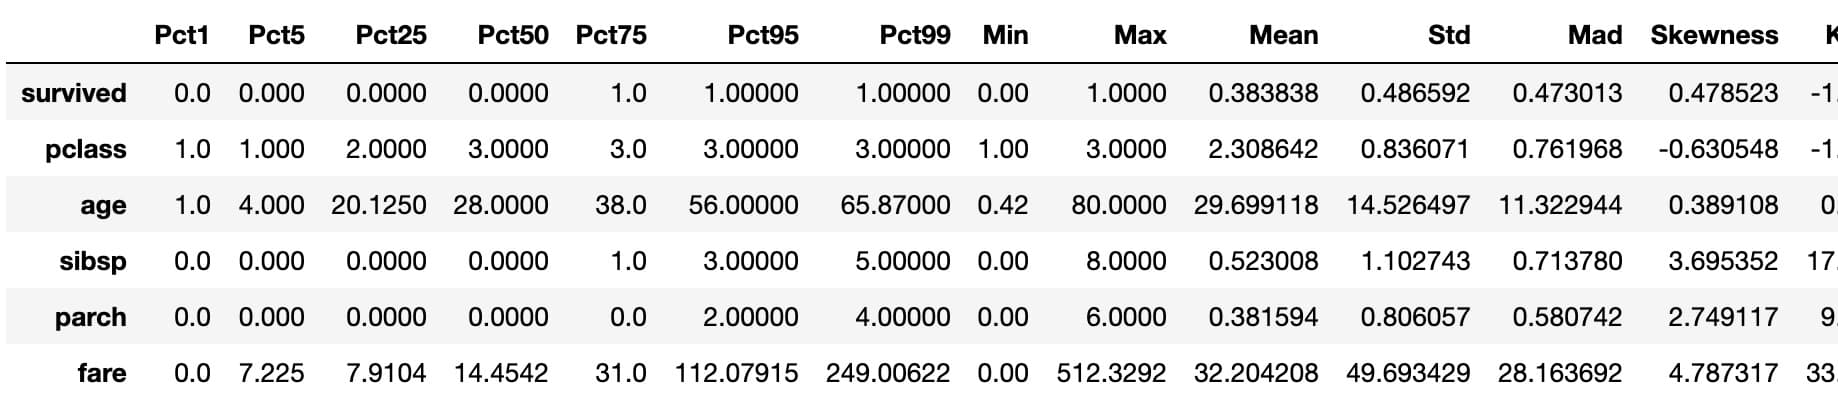 Pct1 Pct5 Pct25 Pct50 Pct75 Pct95 Pct99 Min Max Mean Std Mad Skewness
survived 0.0 0.000 0.0000 0.0000 1.0 1.00000 1.00000 0.00 1.0000 0.383838 0.486592 0.473013 0.478523 -1.
pclass 1.0 1.000 2.0000 3.0000 3.0 3.00000 3.00000 1.00 3.0000 2.308642 0.836071 0.761968 -0.630548 -1.
age 1.0 4.000 20.1250 28.0000 38.0 56.00000 65.87000 0.42 80.0000 29.699118 14.526497 11.322944 0.389108 0.
sibsp 0.0 0.000 0.0000 0.0000 1.0 3.00000 5.00000 0.00 8.0000 0.523008 1.102743 0.713780 3.695352 17.
parch 0.0 0.000 0.0000 0.0000 0.0 2.00000 4.00000 0.00 6.0000 0.381594 0.806057 0.580742 2.749117 9.
fare 0.0 7.225 7.9104 14.4542 31.0 112.07915 249.00622 0.00 512.3292 32.204208 49.693429 28.163692 4.787317 33.